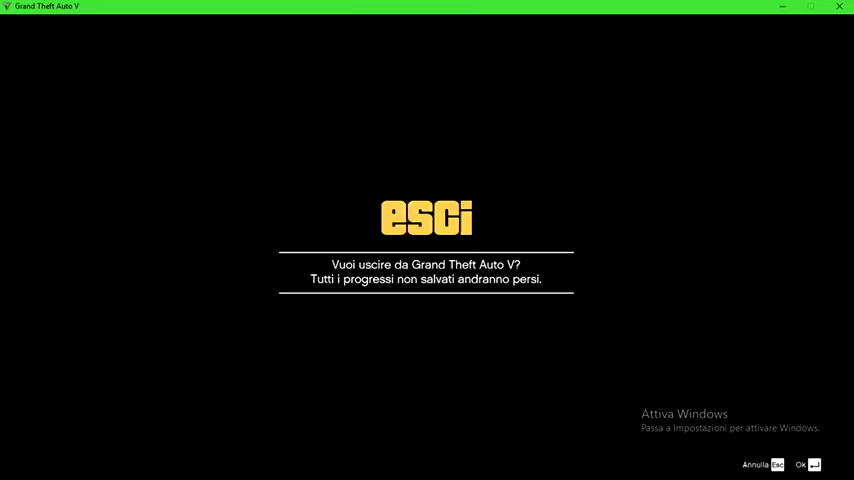 Grand Theft Auto V
esci
Vuoi uscire da Grand Theft Auto V?
Tutti i progressi non salvati andranno persi.
Attiva Windows
Passa a Impostazioni per attivare Windows.
Annulla Esc Ok